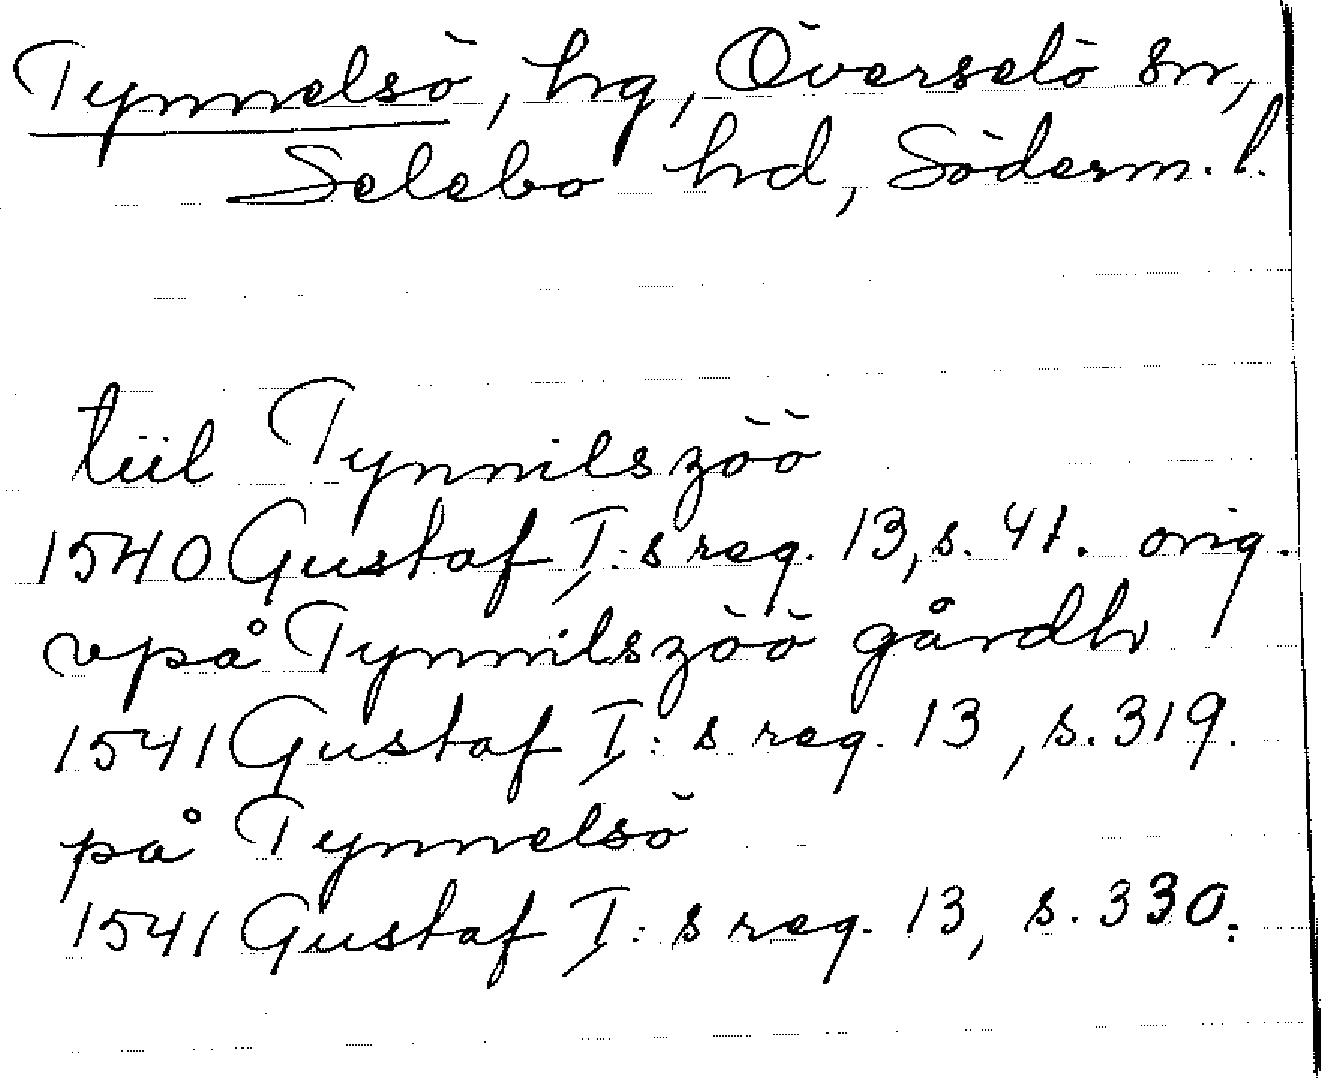 Tynnelsö, hg, Överselö sn,
Selebo hd, Söderm. l.
tiil Tynnilszöö
1540 Gustaf I:s reg. 13, s. 41. orig.
vpå Tynnilszöö gårdh
1541 Gustaf I:s reg. 13, s. 319.
på Tynnelsö
1541 Gustaf I:s reg. 13, s. 330.